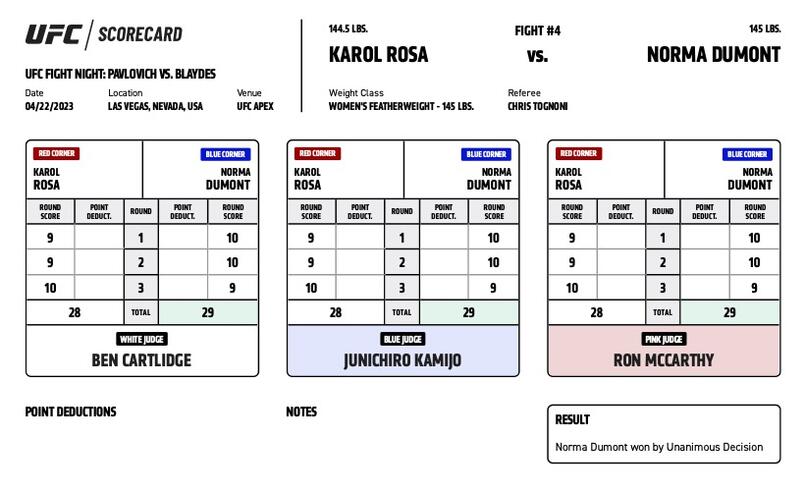 UFC / SCORECARD
UFC FIGHT NIGHT: PAVLOVICH VS. BLAYDES
Date Location Venue
04/22/2023 LAS VEGAS, NEVADA, USA UFC APEX
144.5 LBS. FIGHT #4 145 LBS.
KAROL ROSA VS. NORMA DUMONT
Weight Class Referee
WOMEN'S FEATHERWEIGHT - 145 LBS. CHRIS TOGNONI
RED CORNER BLUE CORNER
KAROL NORMA
ROSA DUMONT
ROUND SCORE POINT DEDUCT. ROUND POINT DEDUCT. ROUND SCORE
9 1 10
9 2 10
10 3 9
28 TOTAL 29
WHITE JUDGE
BEN CARTLIDGE
RED CORNER BLUE CORNER
KAROL NORMA
ROSA DUMONT
ROUND SCORE POINT DEDUCT. ROUND POINT DEDUCT. ROUND SCORE
9 1 10
9 2 10
10 3 9
28 TOTAL 29
BLUE JUDGE
JUNICHIRO KAMIJO
RED CORNER BLUE CORNER
KAROL NORMA
ROSA DUMONT
ROUND SCORE POINT DEDUCT. ROUND POINT DEDUCT. ROUND SCORE
9 1 10
9 2 10
10 3 9
28 TOTAL 29
PINK JUDGE
RON MCCARTHY
POINT DEDUCTIONS
NOTES
RESULT
Norma Dumont won by Unanimous Decision